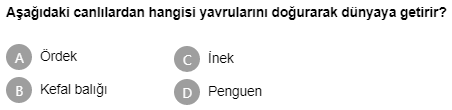 Aşağıdaki canlılardan hangisi yavrularını doğurarak dünyaya getirir?
A Ördek
B Kefal balığı
C İnek
D Penguen